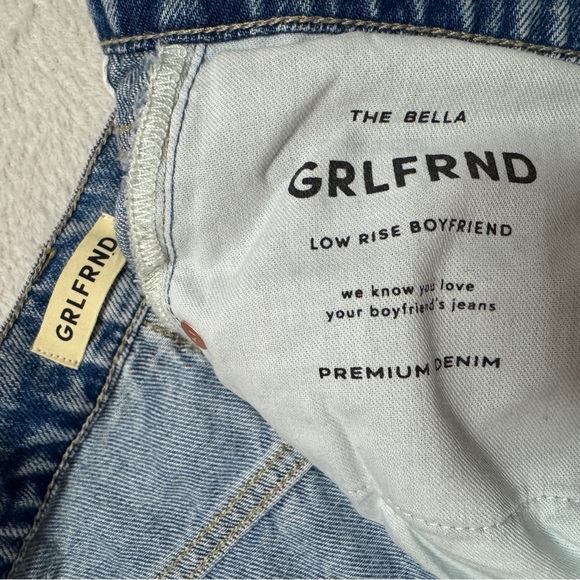 THE BELLA
GRLFRND
LOW RISE BOYFRIEND
we know you love
your boyfriend's jeans
PREMIUM DENIM
GRLFRND